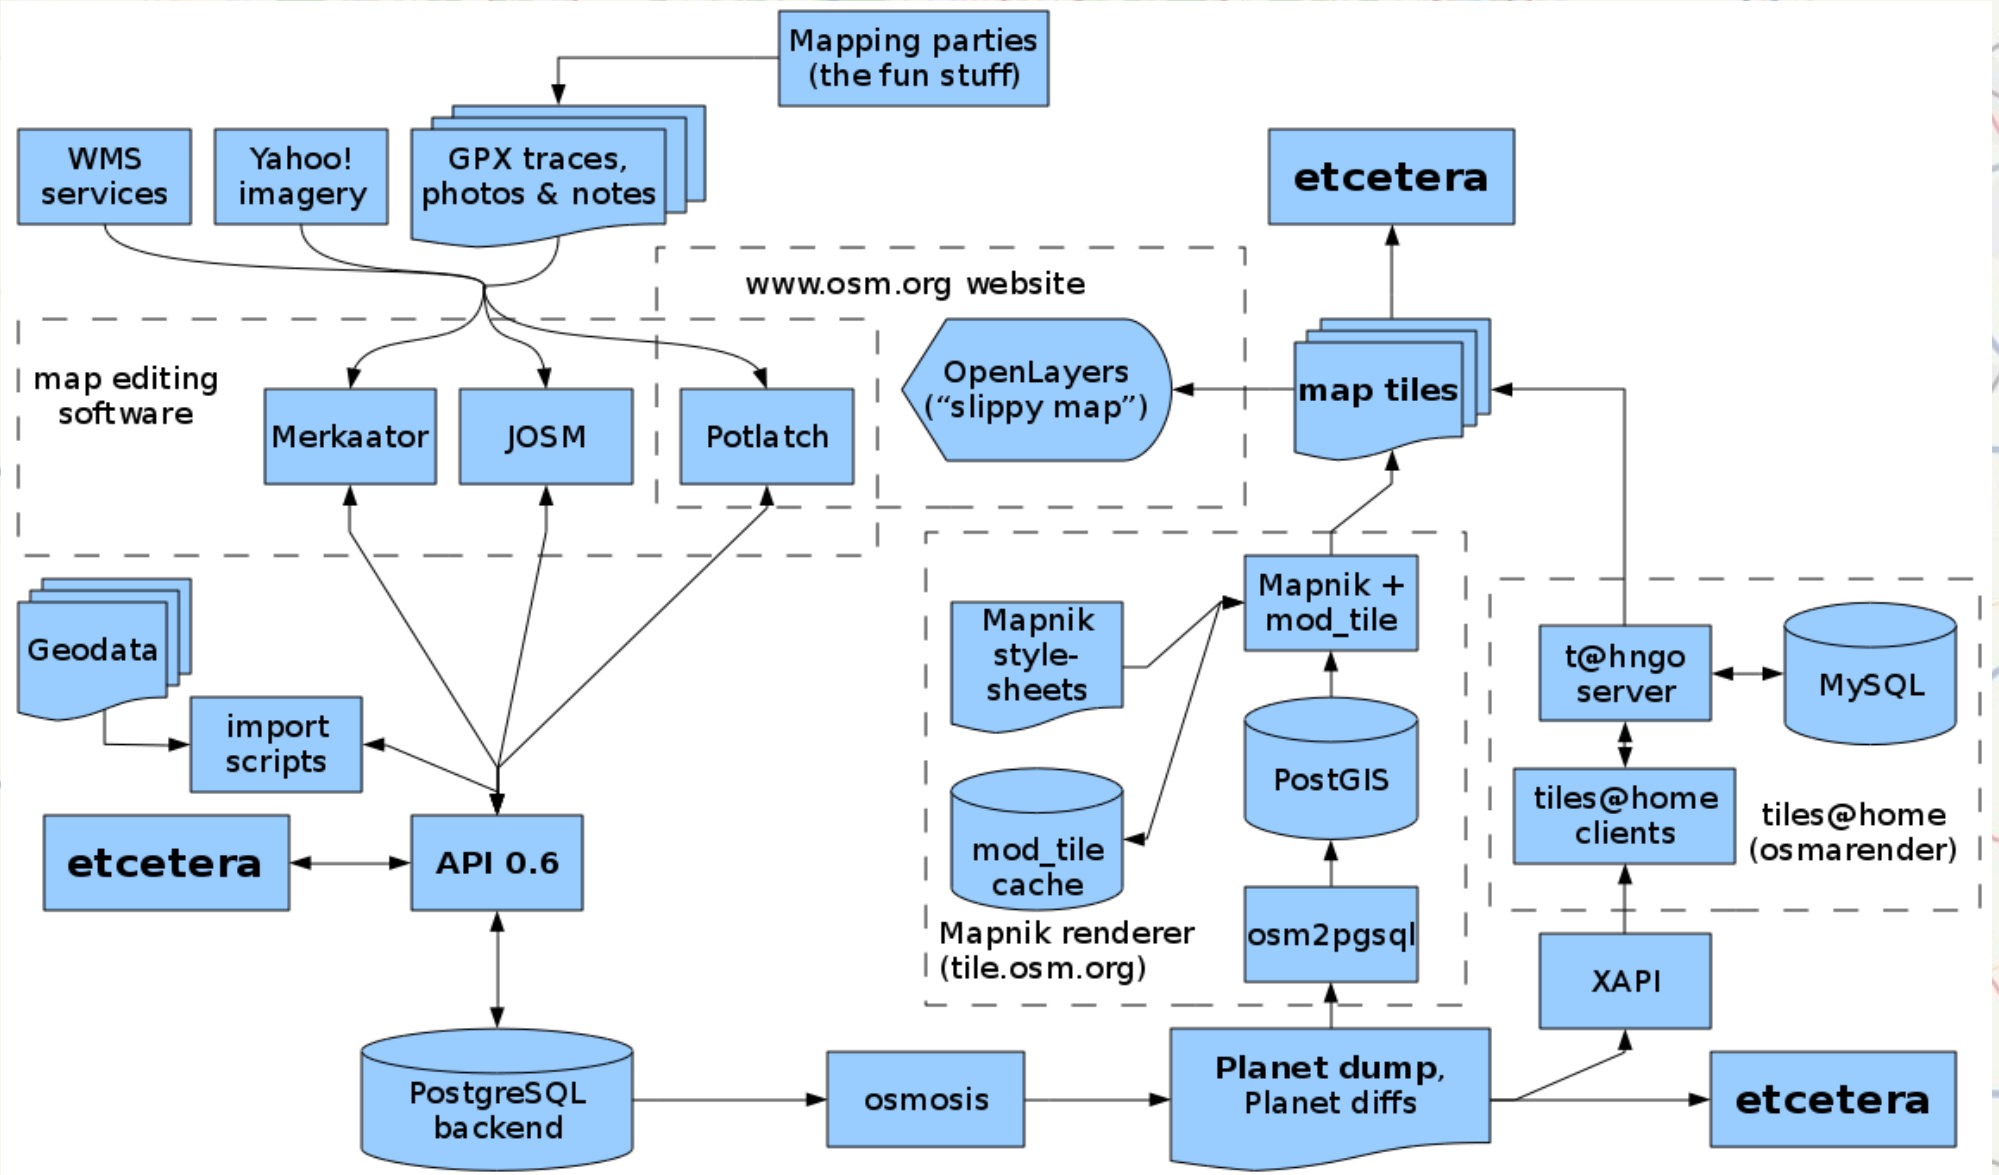 Mapping parties
(the fun stuff)
WMS
services
Yahoo!
imagery
GPX traces,
photos & notes
etcetera
www.osm.org website
map editing
software
Merkaator
JOSM
Potlatch
OpenLayers
(“slippy map”)
map tiles
Geodata
import
scripts
etcetera
API 0.6
Mapnik
style-
sheets
Mapnik +
mod_tile
PostGIS
mod_tile
cache
Mapnik renderer
(tile.osm.org)
osm2pgsql
t@hngo
server
MySQL
tiles@home
clients
tiles@home
(osmarender)
XAPI
PostgreSQL
backend
osmosis
Planet dump,
Planet diffs
etcetera